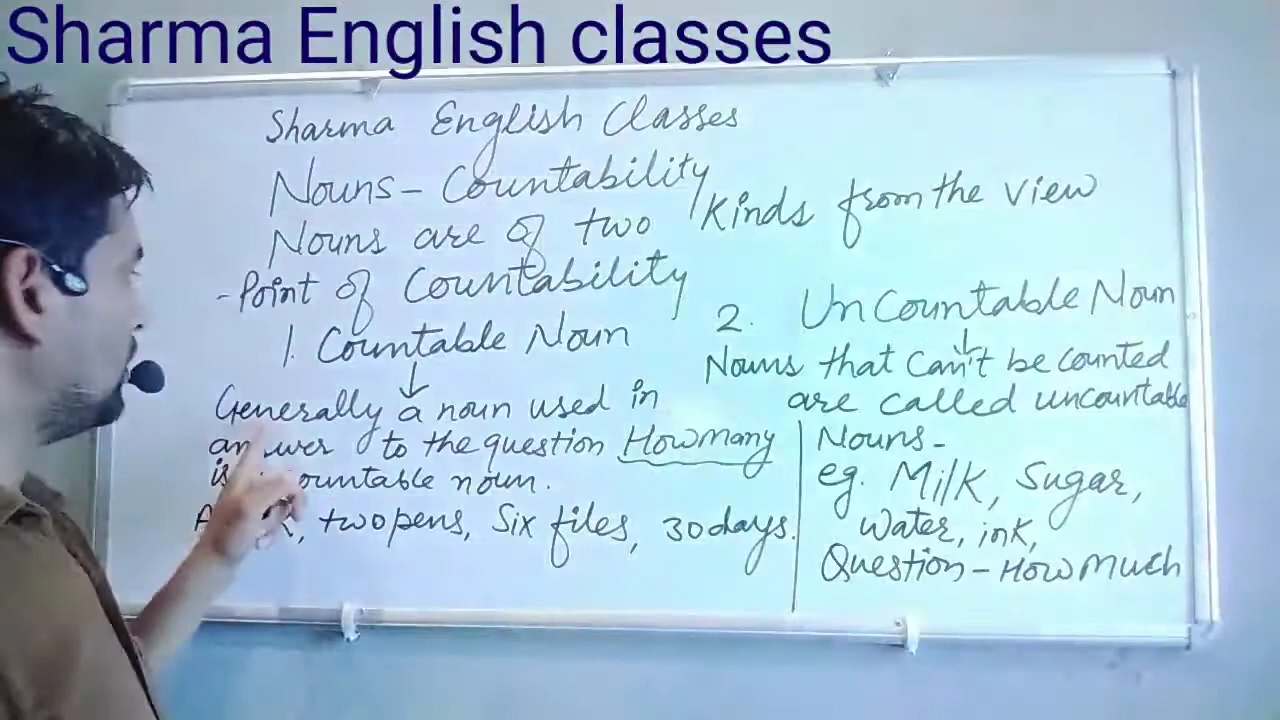 Sharma English classes
Sharma English Classes
Nouns - Countability
Nouns are of two Kinds from the view
- Point of Countability
1. Countable Noun
Generally a noun used in
answer to the question How many
is countable noun.
, two pens, Six files, 30 days.
2. UnCountable Noun
Nouns that can't be counted
are called uncountable
Nouns -
eg. Milk, Sugar,
Water, ink,
Question - How much